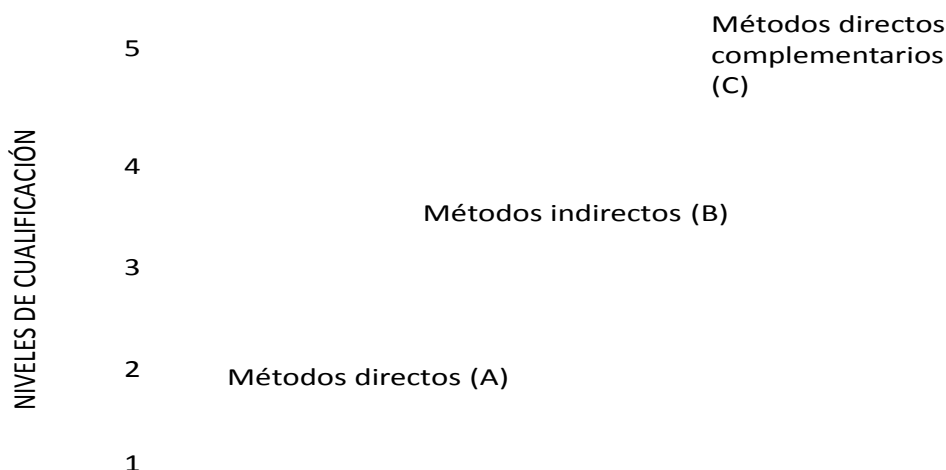 Métodos directos
complementarios
(C)
5
NIVELES DE CUALIFICACIÓN
4
Métodos indirectos (B)
3
2
Métodos directos (A)
1